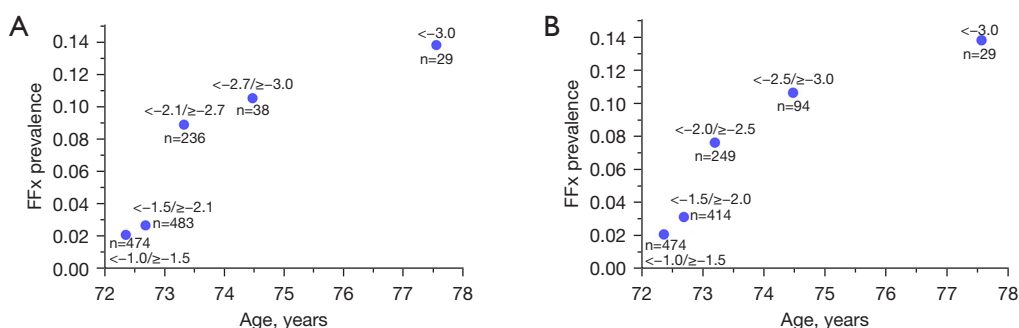 A
FFx prevalence
0.14
0.12
0.10
0.08
0.06
0.04
0.02
0.00
<−3.0
n=29
<−2.7/≥−3.0
n=38
<−2.1/≥−2.7
n=236
<−1.5/≥−2.1
n=483
n=474
<−1.0/≥−1.5
72 73 74 75 76 77 78
Age, years
B
FFx prevalence
0.14
0.12
0.10
0.08
0.06
0.04
0.02
0.00
<−3.0
n=29
<−2.5/≥−3.0
n=94
<−2.0/≥−2.5
n=249
<−1.5/≥−2.0
n=414
n=474
<−1.0/≥−1.5
72 73 74 75 76 77 78
Age, years